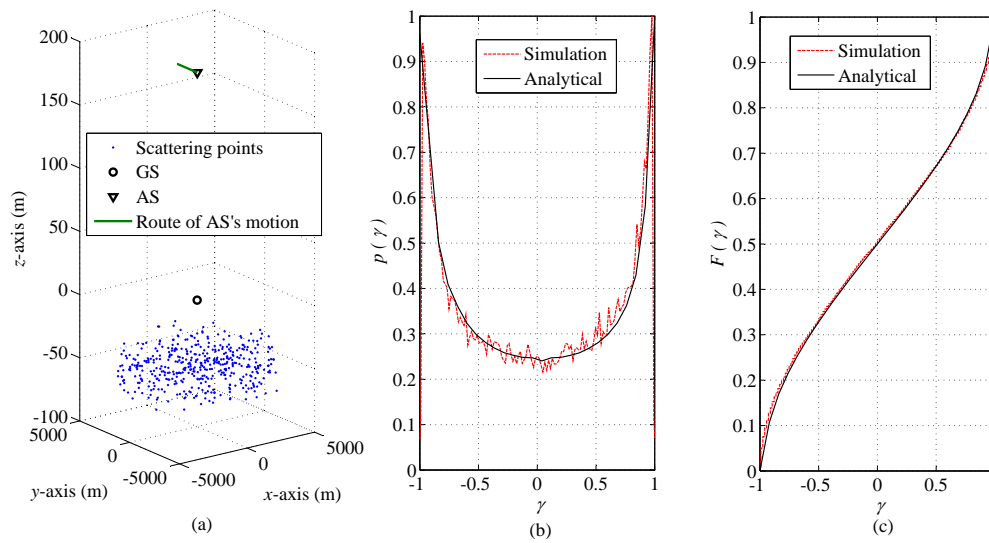 200
150
100
50
0
-50
-100
5000
0
-5000
-5000
0
5000
z-axis (m)
y-axis (m)
x-axis (m)
Scattering points
GS
AS
Route of AS's motion
(a)
1
0.9
0.8
0.7
0.6
0.5
0.4
0.3
0.2
0.1
0
-1
-0.5
0
0.5
1
p(γ)
γ
Simulation
Analytical
(b)
1
0.9
0.8
0.7
0.6
0.5
0.4
0.3
0.2
0.1
0
-1
-0.5
0
0.5
1
F(γ)
γ
Simulation
Analytical
(c)